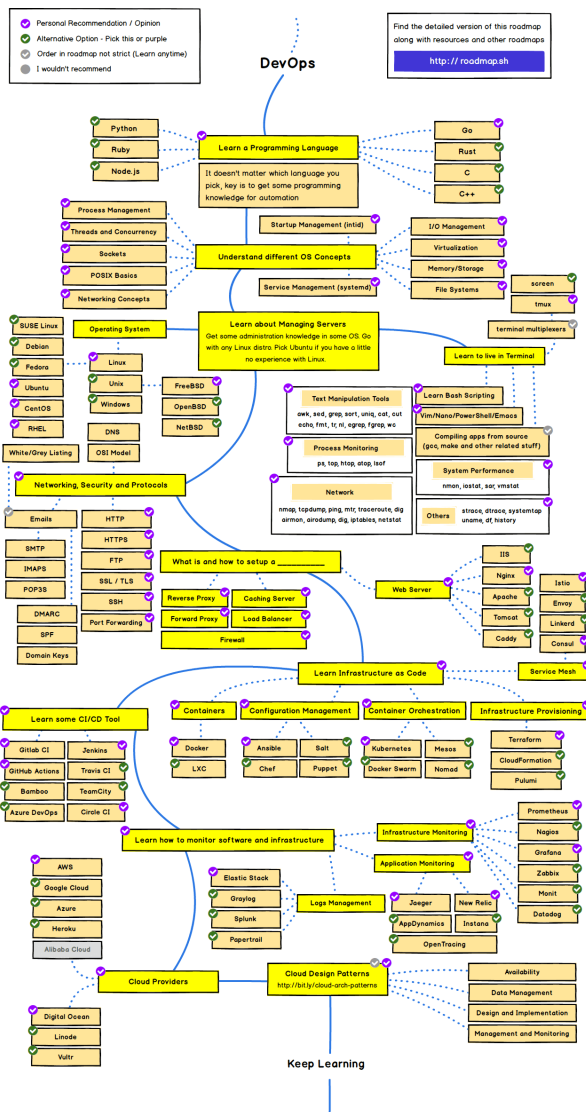 Personal Recommendation / Opinion
Alternative Option - Pick this or purple
Order in roadmap not strict (Learn anytime)
I wouldn't recommend
Find the detailed version of this roadmap
along with resources and other roadmaps
http:// roadmap.sh
DevOps
Python
Ruby
Node.js
Learn a Programming Language
It doesn't matter which language you
pick, key is to get some programming
knowledge for automation
Go
Rust
C
C++
Process Management
Threads and Concurrency
Sockets
POSIX Basics
Networking Concepts
Startup Management (intid)
Understand different OS Concepts
Service Management (systemd)
I/O Management
Virtualization
Memory/Storage
File Systems
screen
tmux
terminal multiplexers
Learn to live in Terminal
Learn about Managing Servers
Get some administration knowledge in some OS. Go
with any Linux distro. Pick Ubuntu if you have a little
no experience with Linux.
Operating System
SUSE Linux
Debian
Fedora
Ubuntu
CentOS
RHEL
Linux
Unix
Windows
FreeBSD
OpenBSD
NetBSD
DNS
OSI Model
White/Grey Listing
Text Manipulation Tools
awk, sed, grep, sort, uniq, cat, cut
echo, fmt, tr, nl, egrep, fgrep, wc
Process Monitoring
ps, top, htop, atop, lsof
Network
nmap, tcpdump, ping, mtr, traceroute, dig
airmon, airodump, dig, iptables, netstat
Learn Bash Scripting
Vim/Nano/PowerShell/Emacs
Compiling apps from source
(gcc, make and other related stuff)
System Performance
nmon, iostat, sar, vmstat
Others
strace, dtrace, systemtap
uname, df, history
Networking, Security and Protocols
Emails
SMTP
IMAPS
POP3S
DMARC
SPF
Domain Keys
HTTP
HTTPS
FTP
SSL / TLS
SSH
Port Forwarding
What is and how to setup a ___________
Reverse Proxy
Caching Server
Forward Proxy
Load Balancer
Firewall
Web Server
IIS
Nginx
Apache
Tomcat
Caddy
Istio
Envoy
Linkerd
Consul
Service Mesh
Learn Infrastructure as Code
Containers
Configuration Management
Container Orchestration
Infrastructure Provisioning
Docker
LXC
Ansible
Salt
Chef
Puppet
Kubernetes
Mesos
Docker Swarm
Nomad
Terraform
CloudFormation
Pulumi
Learn some CI/CD Tool
Gitlab CI
Jenkins
GitHub Actions
Travis CI
Bamboo
TeamCity
Azure DevOps
Circle CI
Learn how to monitor software and infrastructure
Infrastructure Monitoring
Application Monitoring
Prometheus
Nagios
Grafana
Zabbix
Monit
Datadog
Elastic Stack
Graylog
Splunk
Papertrail
Logs Management
Jaeger
New Relic
AppDynamics
Instana
OpenTracing
AWS
Google Cloud
Azure
Heroku
Alibaba Cloud
Cloud Providers
Digital Ocean
Linode
Vultr
Cloud Design Patterns
http://bit.ly/cloud-arch-patterns
Availability
Data Management
Design and Implementation
Management and Monitoring
Keep Learning